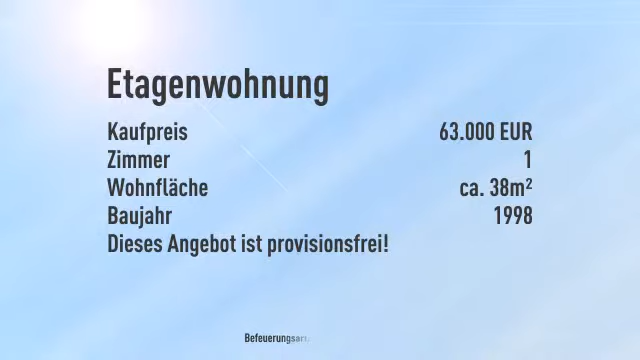 Etagenwohnung
Kaufpreis 63.000 EUR
Zimmer 1
Wohnfläche ca. 38m²
Baujahr 1998
Dieses Angebot ist provisionsfrei!